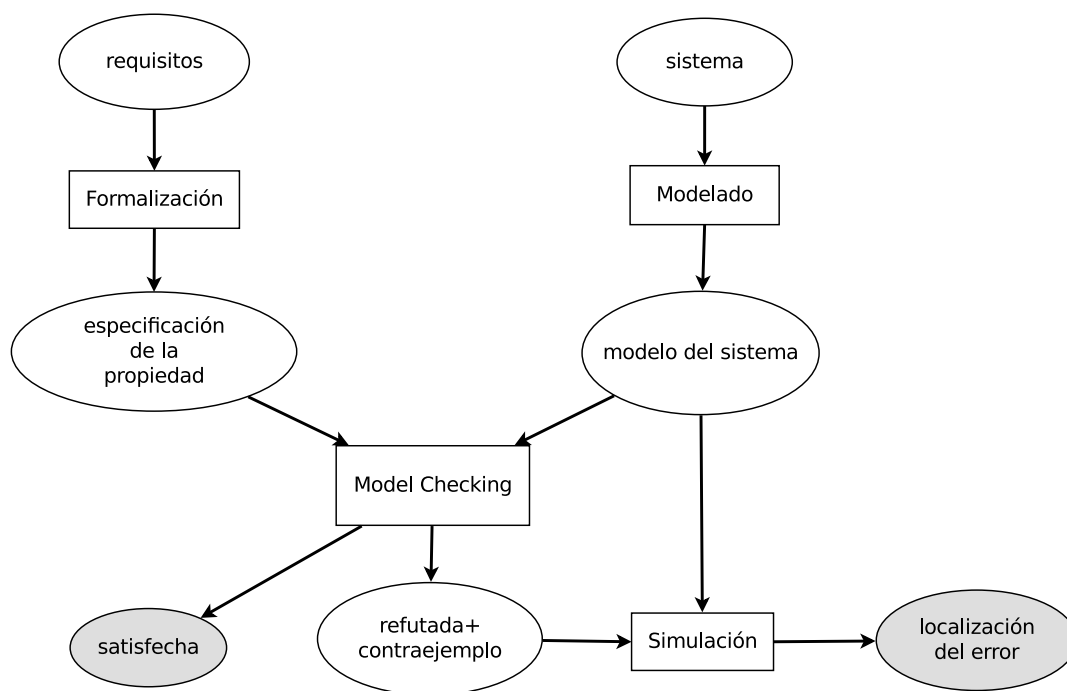 requisitos
sistema
Formalización
Modelado
especificación
de la
propiedad
modelo del sistema
Model Checking
satisfecha
refutada+
contraejemplo
Simulación
localización
del error